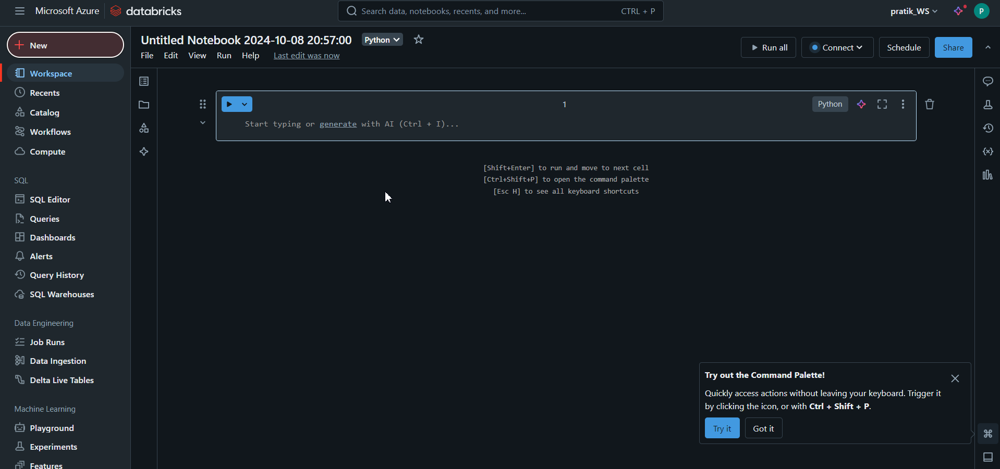 Microsoft Azure databricks
Search data, notebooks, recents, and more... CTRL + P
pratik_WS P
New
Workspace
Recents
Catalog
Workflows
Compute
SQL
SQL Editor
Queries
Dashboards
Alerts
Query History
SQL Warehouses
Data Engineering
Job Runs
Data Ingestion
Delta Live Tables
Machine Learning
Playground
Experiments
Features
Untitled Notebook 2024-10-08 20:57:00 Python
File Edit View Run Help Last edit was now
Run all Connect Schedule Share
1 Python
Start typing or generate with AI (Ctrl + I)...
[Shift+Enter] to run and move to next cell
[Ctrl+Shift+P] to open the command palette
[Esc H] to see all keyboard shortcuts
Try out the Command Palette!
Quickly access actions without leaving your keyboard. Trigger it
by clicking the icon, or with Ctrl + Shift + P.
Try it Got it